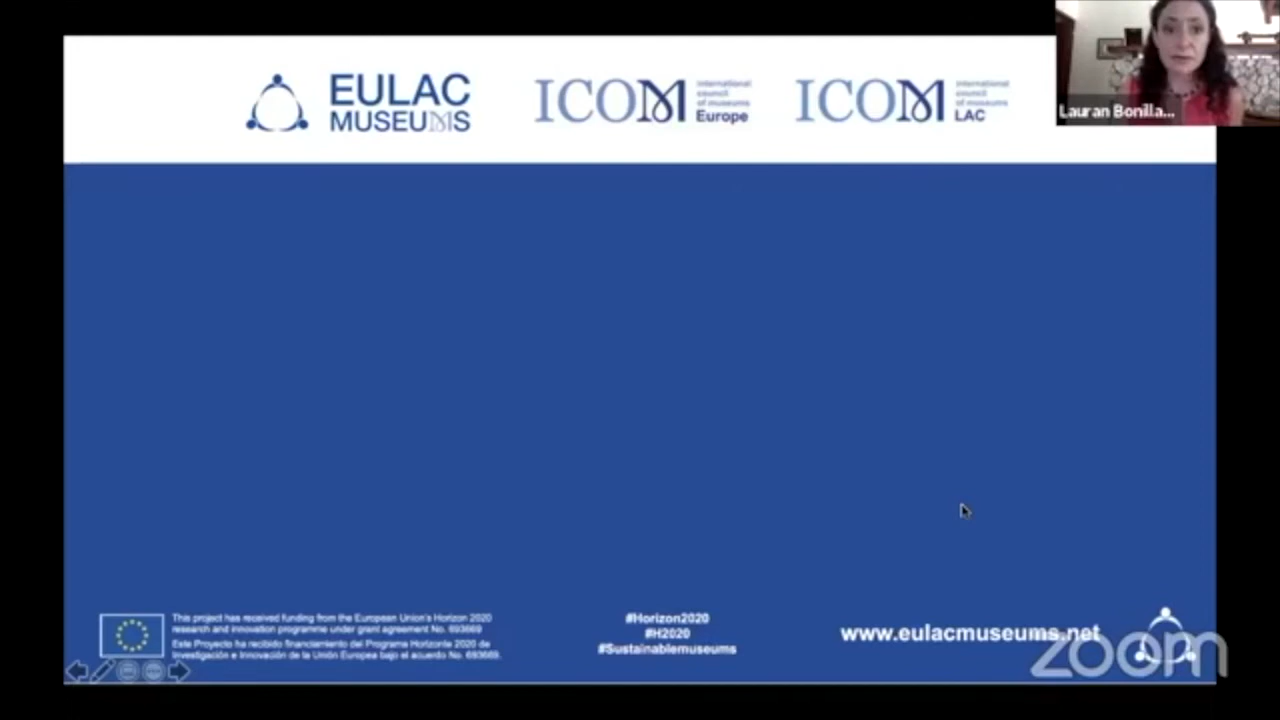 EULAC
MUSEUMS
ICOM
international
council
of museums
Europe
ICOM
international
council
of museums
LAC
Lauran Bonilla...
This project has received funding from the European Union's Horizon 2020
research and innovation programme under grant agreement No. 693669
Este Proyecto ha recibido financiamiento del Programa Horizonte 2020 de
Investigación e Innovación de la Unión Europea bajo el acuerdo No. 693669.
#Horizon2020
#H2020
#Sustainablemuseums
www.eulacmuseums.net
zoom